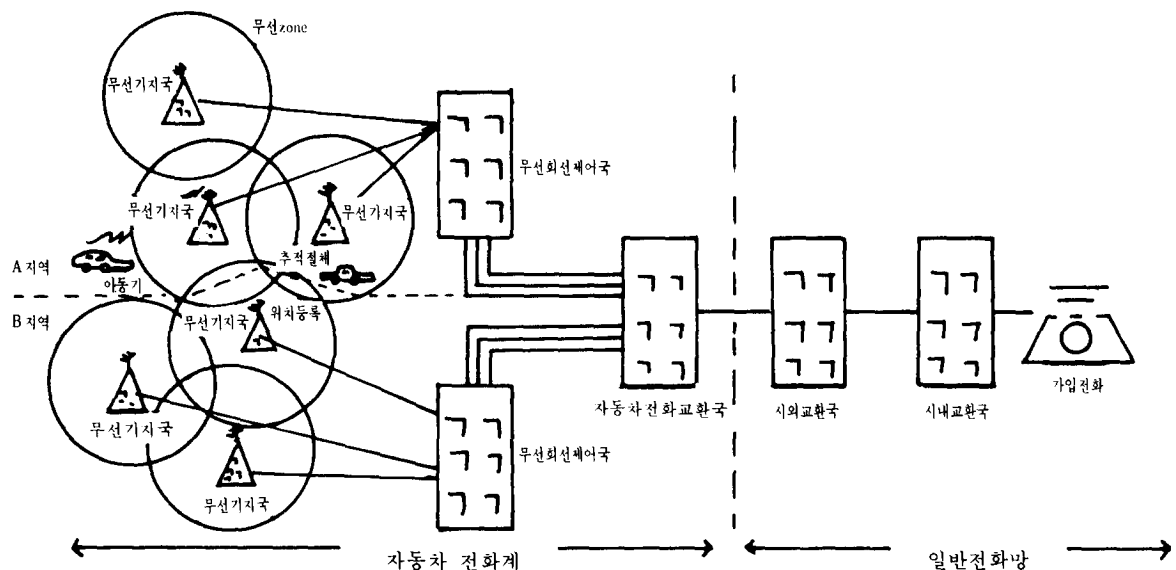 무선zone
무선기지국
무선회선제어국
무선기지국
무선기지국
추적절체
A 지역
이동기
B 지역
무선기지국
위치등록
자동차전화교환국
시외교환국
시내교환국
가입전화
무선기지국
무선회선제어국
무선기지국
자동차 전화계
일반전화망